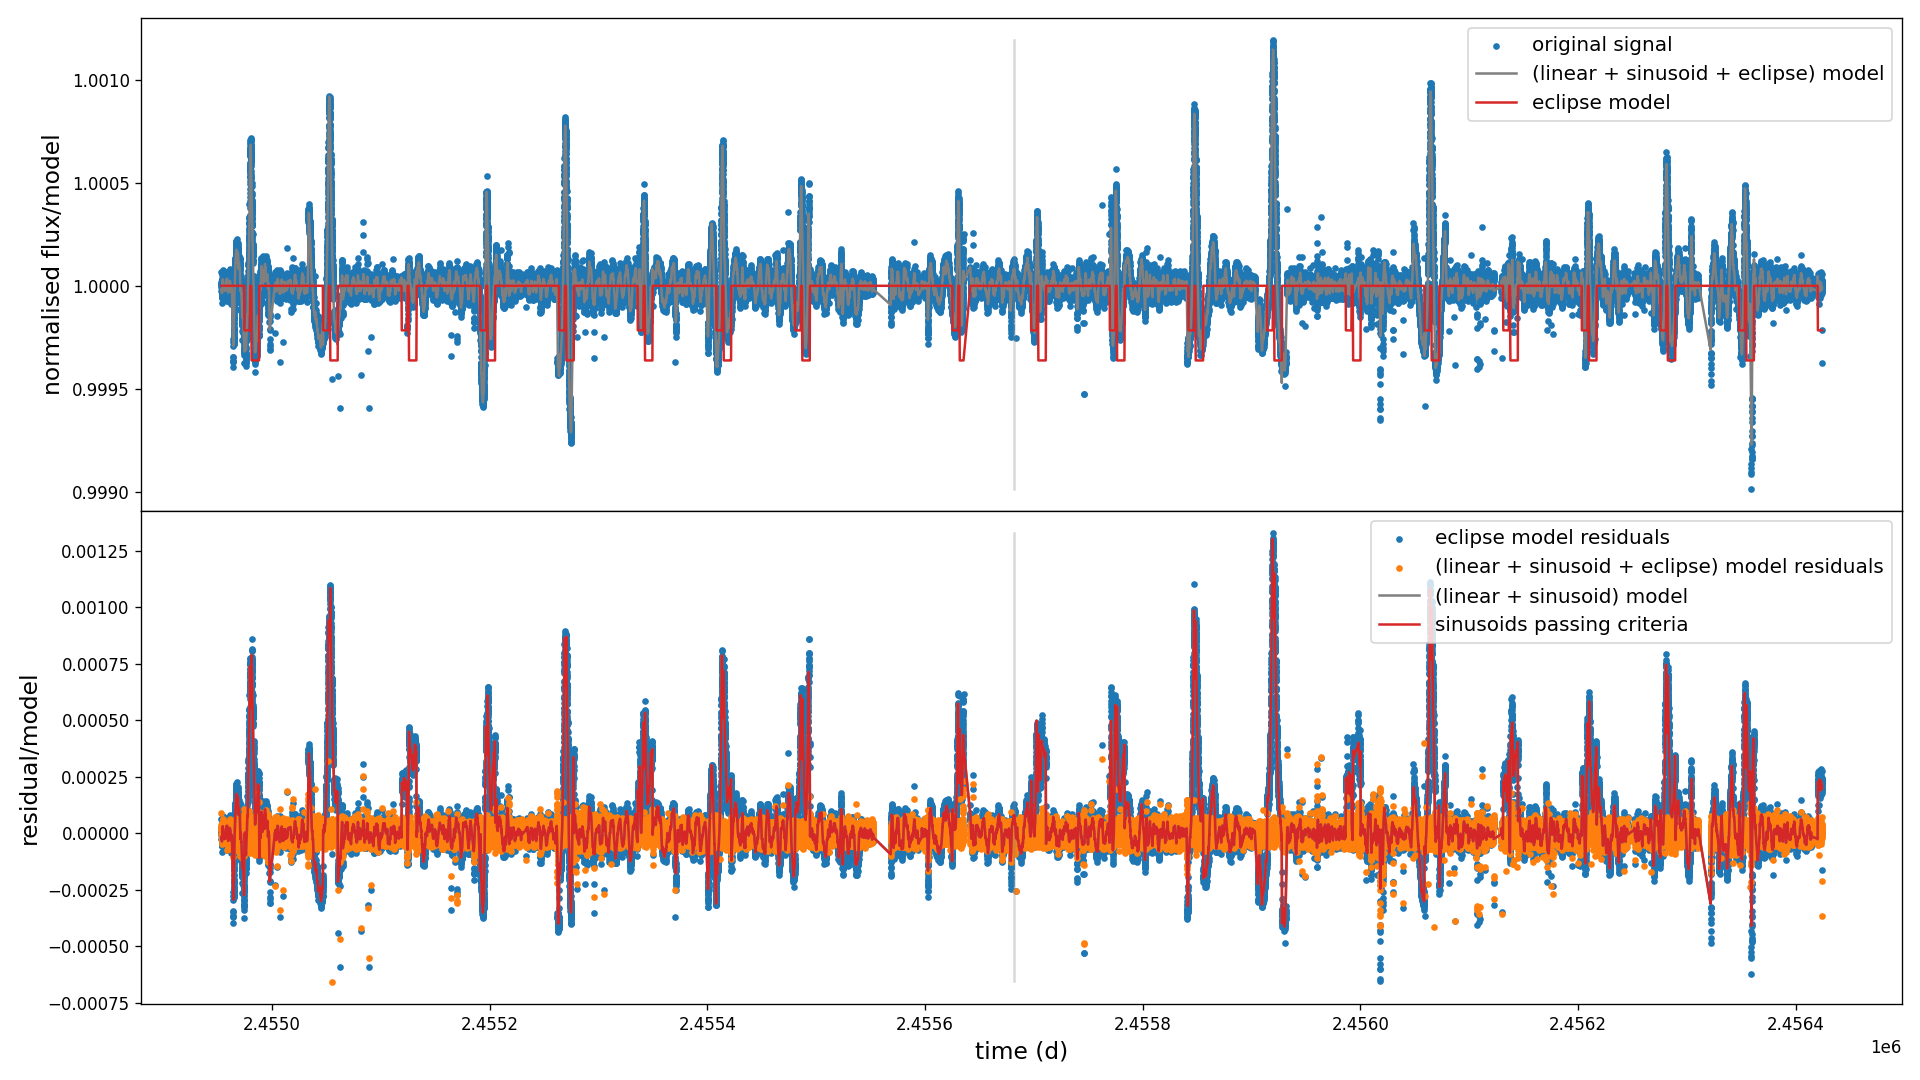 original signal
(linear + sinusoid + eclipse) model
eclipse model
normalised flux/model
1.0010
1.0005
1.0000
0.9995
0.9990
eclipse model residuals
(linear + sinusoid + eclipse) model residuals
(linear + sinusoid) model
sinusoids passing criteria
residual/model
0.00125
0.00100
0.00075
0.00050
0.00025
0.00000
−0.00025
−0.00050
−0.00075
2.4550
2.4552
2.4554
2.4556
2.4558
2.4560
2.4562
2.4564
1e6
time (d)